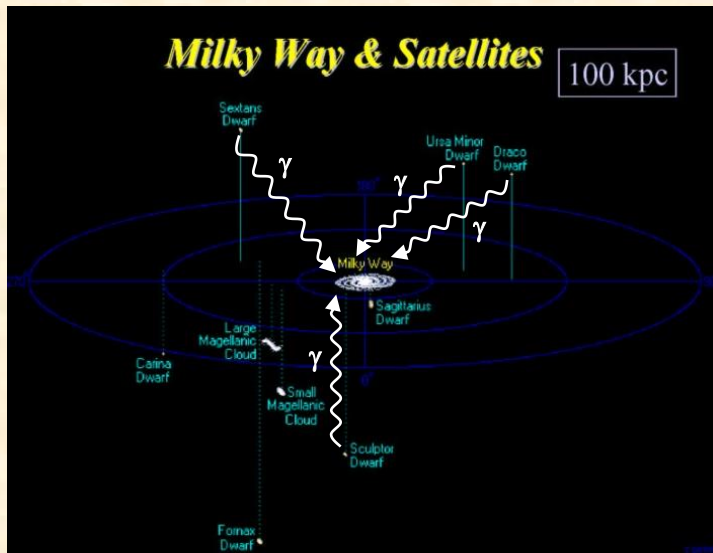 Milky Way & Satellites
100 kpc
Sextans
Dwarf
Ursa Minor
Dwarf
Draco
Dwarf
γ
γ
γ
Milky Way
Sagittarius
Dwarf
Large
Magellanic
Cloud
Carina
Dwarf
γ
Small
Magellanic
Cloud
0°
Sculptor
Dwarf
Fornax
Dwarf